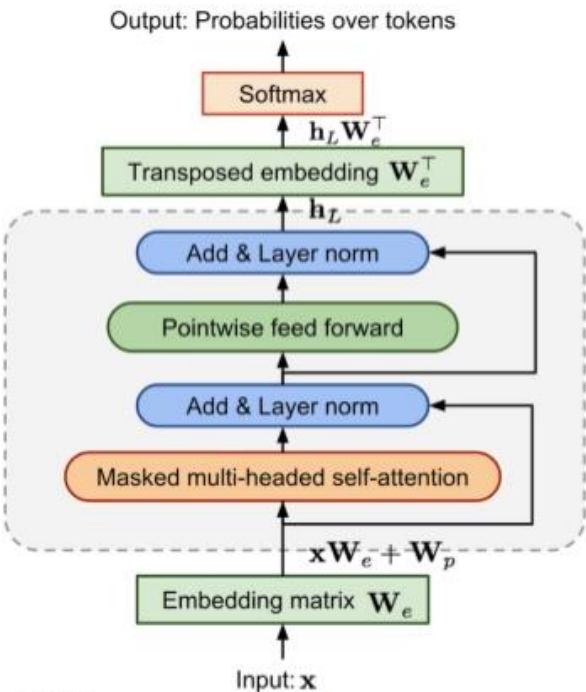 Output: Probabilities over tokens
Softmax
h_L W_e^⊤
Transposed embedding W_e^⊤
h_L
Add & Layer norm
Pointwise feed forward
Add & Layer norm
Masked multi-headed self-attention
xW_e + W_p
Embedding matrix W_e
Input: x